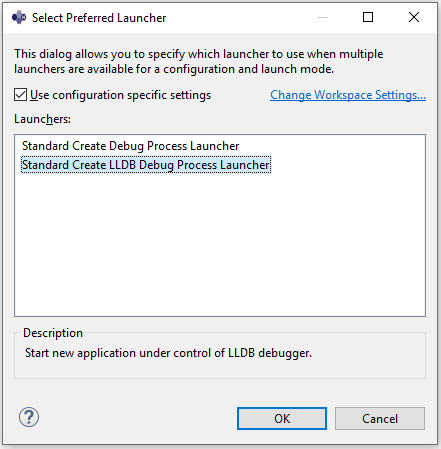 Select Preferred Launcher
This dialog allows you to specify which launcher to use when multiple
launchers are available for a configuration and launch mode.
Use configuration specific settings Change Workspace Settings...
Launchers:
Standard Create Debug Process Launcher
Standard Create LLDB Debug Process Launcher
Description
Start new application under control of LLDB debugger.
? OK Cancel